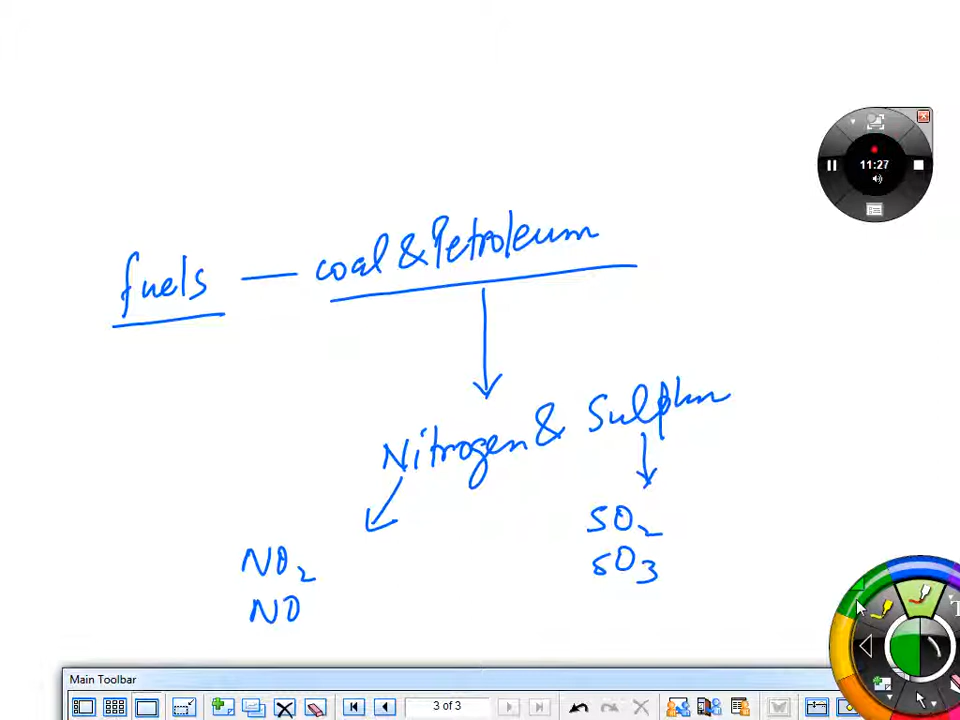 fuels — coal & Petroleum
Nitrogen & Sulphur
NO₂
SO₂
NO
SO₃
11:27
Main Toolbar
3 of 3
T